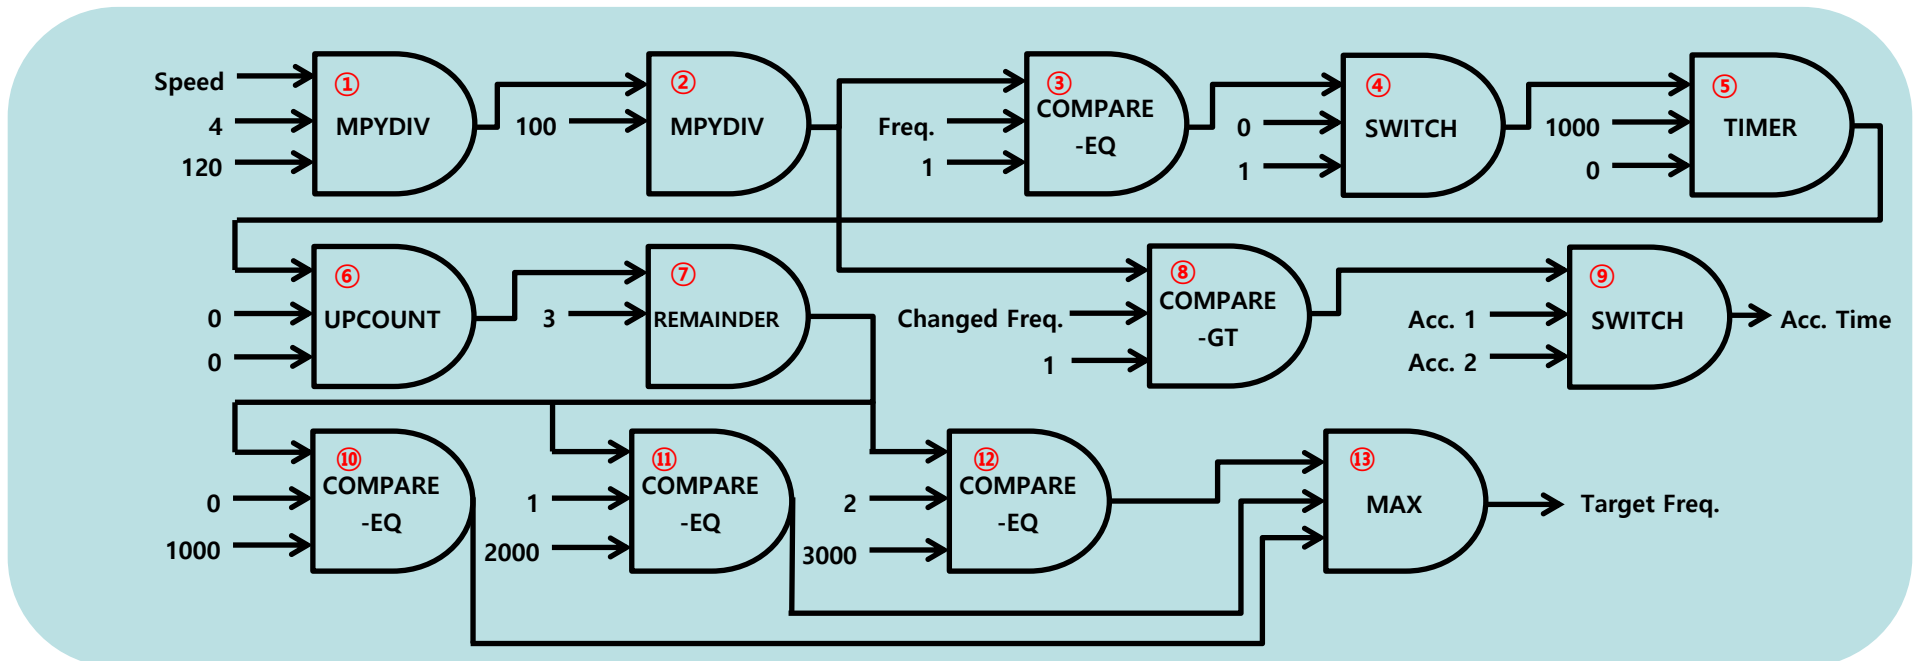 Speed
4
120
①
MPYDIV
100
②
MPYDIV
Freq.
1
③
COMPARE
-EQ
0
1
④
SWITCH
1000
0
⑤
TIMER
0
0
⑥
UPCOUNT
3
⑦
REMAINDER
Changed Freq.
1
⑧
COMPARE
-GT
Acc. 1
Acc. 2
⑨
SWITCH
Acc. Time
0
1000
⑩
COMPARE
-EQ
1
2000
⑪
COMPARE
-EQ
2
3000
⑫
COMPARE
-EQ
⑬
MAX
Target Freq.